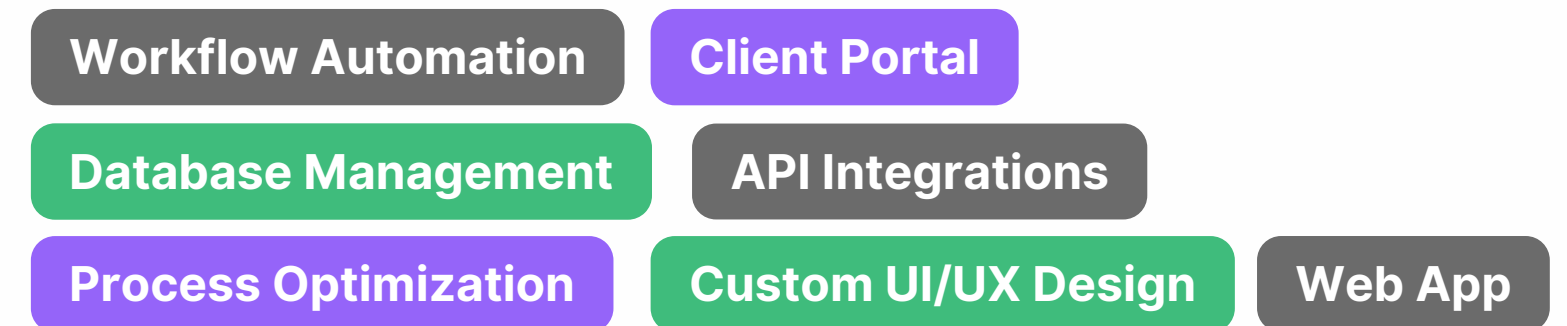 Workflow Automation Client Portal
Database Management API Integrations
Process Optimization Custom UI/UX Design Web App